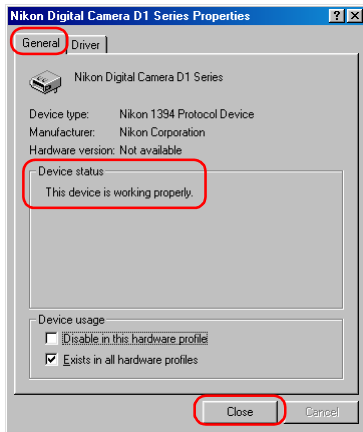 Nikon Digital Camera D1 Series Properties
General Driver
Nikon Digital Camera D1 Series
Device type: Nikon 1394 Protocol Device
Manufacturer: Nikon Corporation
Hardware version: Not available
Device status
This device is working properly.
Device usage
Disable in this hardware profile
Exists in all hardware profiles
Close Cancel